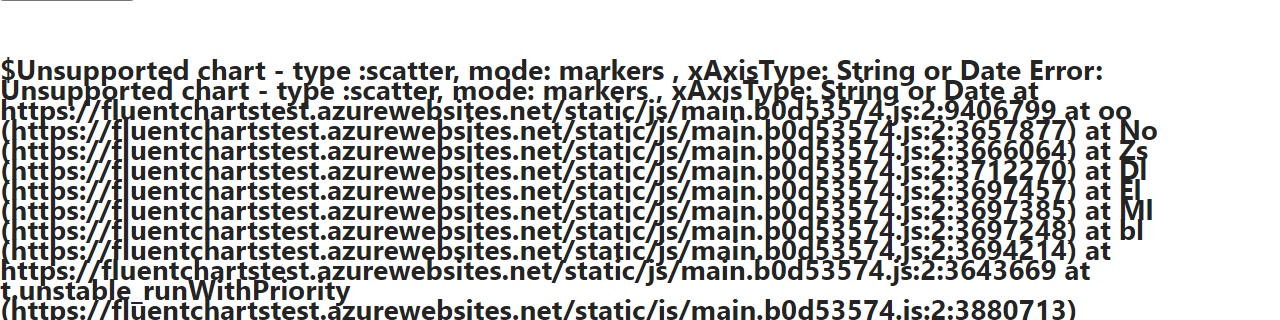 $Unsupported chart - type :scatter, mode: markers , xAxisType: String or Date Error:
Unsupported chart - type :scatter, mode: markers , xAxisType: String or Date at
https://fluentchartstest.azurewebsites.net/static/js/main.b0d53574.js:2:9406799 at oo
(https://fluentchartstest.azurewebsites.net/static/js/main.b0d53574.js:2:3657877) at No
(https://fluentchartstest.azurewebsites.net/static/js/main.b0d53574.js:2:3666064) at Zs
(https://fluentchartstest.azurewebsites.net/static/js/main.b0d53574.js:2:3712270) at Dl
(https://fluentchartstest.azurewebsites.net/static/js/main.b0d53574.js:2:3697457) at El
(https://fluentchartstest.azurewebsites.net/static/js/main.b0d53574.js:2:3697385) at Ml
(https://fluentchartstest.azurewebsites.net/static/js/main.b0d53574.js:2:3697248) at bl
(https://fluentchartstest.azurewebsites.net/static/js/main.b0d53574.js:2:3694214) at
https://fluentchartstest.azurewebsites.net/static/js/main.b0d53574.js:2:3643669 at
t.unstable_runWithPriority
(https://fluentchartstest.azurewebsites.net/static/js/main.b0d53574.js:2:3880713)